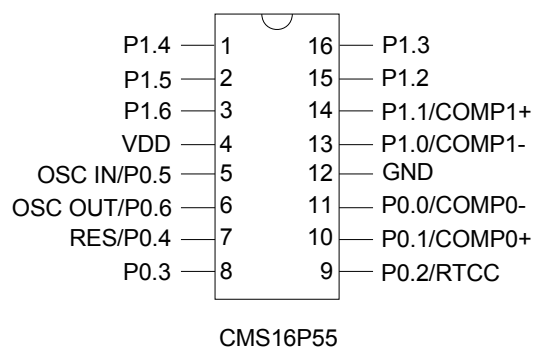 P1.4 1 16 P1.3
P1.5 2 15 P1.2
P1.6 3 14 P1.1/COMP1+
VDD 4 13 P1.0/COMP1-
OSC IN/P0.5 5 12 GND
OSC OUT/P0.6 6 11 P0.0/COMP0-
RES/P0.4 7 10 P0.1/COMP0+
P0.3 8 9 P0.2/RTCC
CMS16P55